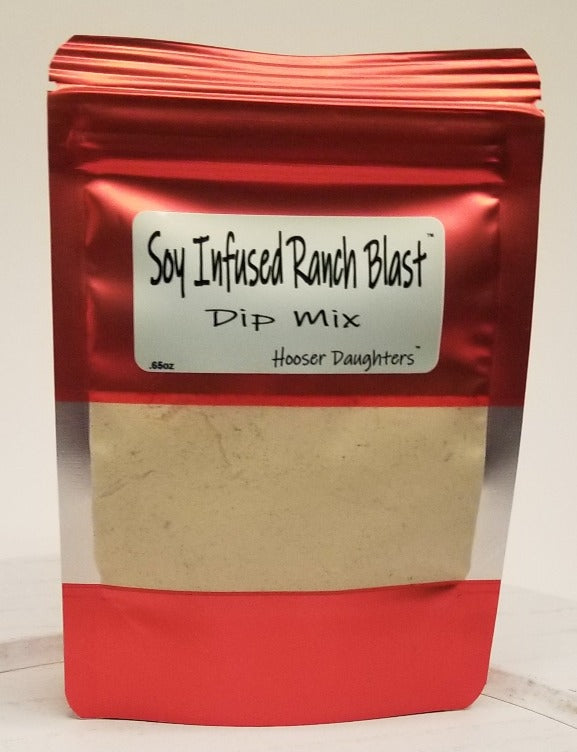 Soy Infused Ranch Blast™
Dip Mix
Hooser Daughters™
.65oz